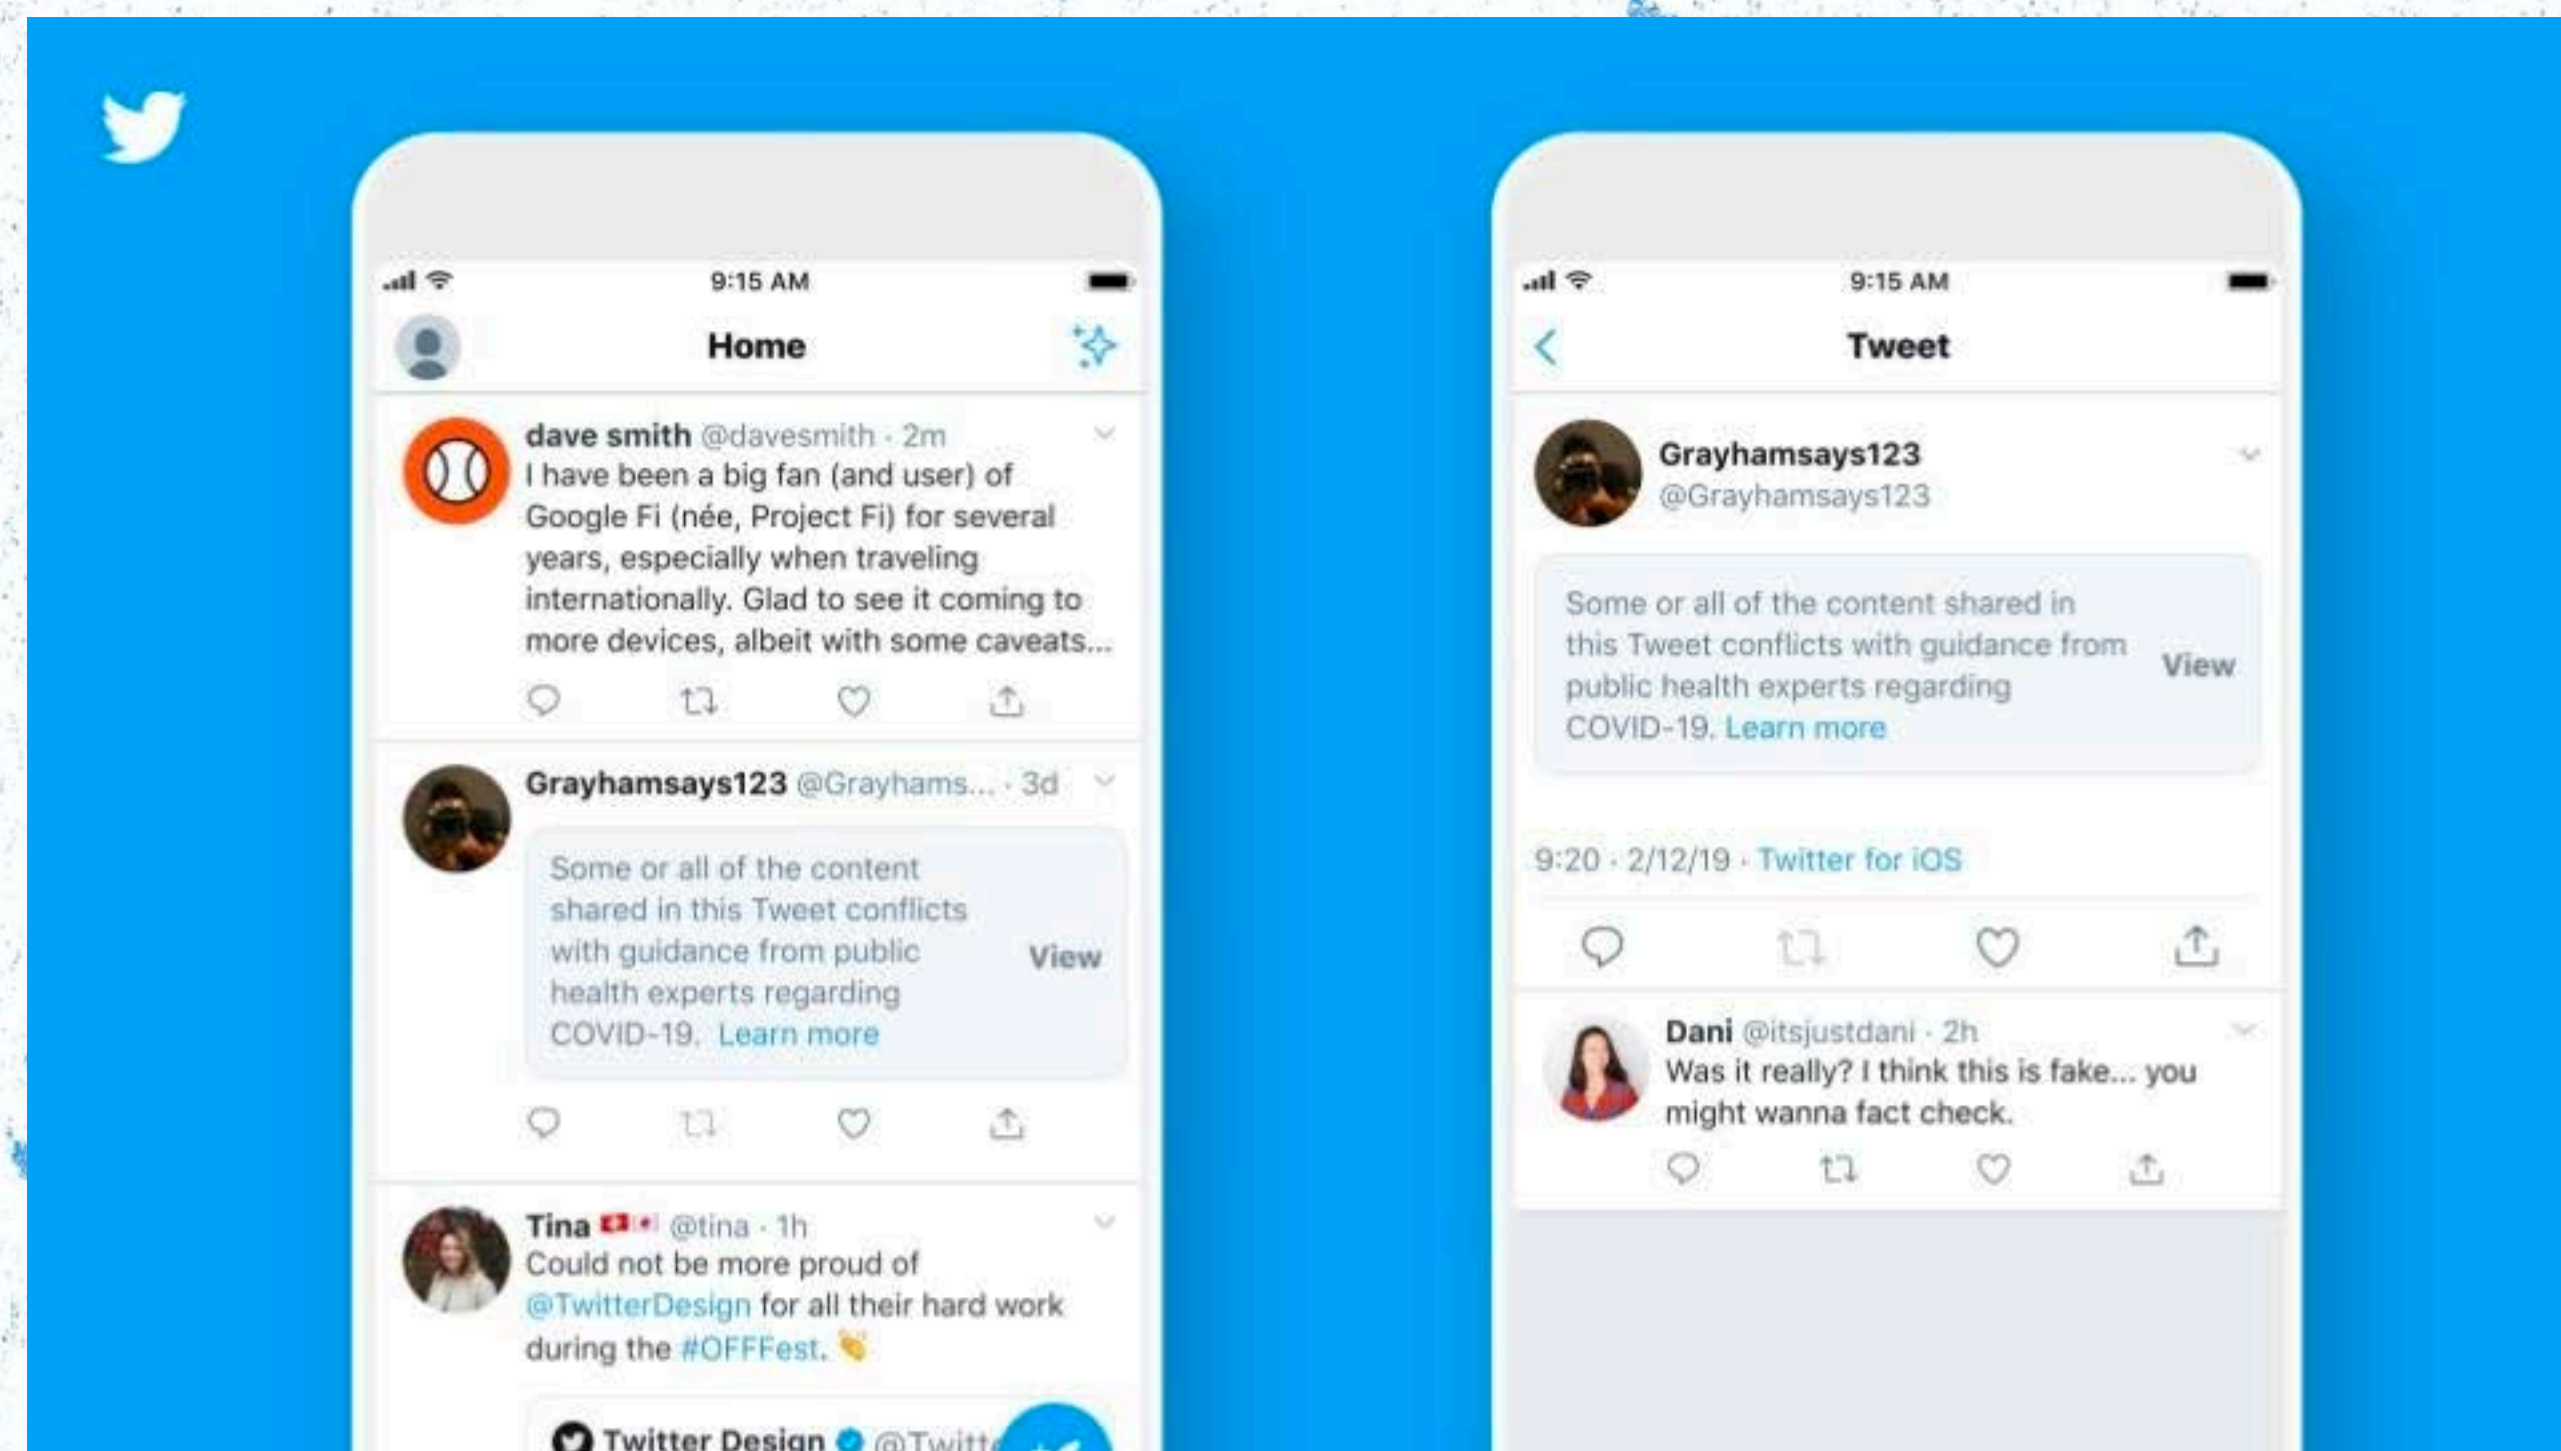 9:15 AM
Home
dave smith @davesmith · 2m
I have been a big fan (and user) of
Google Fi (née, Project Fi) for several
years, especially when traveling
internationally. Glad to see it coming to
more devices, albeit with some caveats...
Grayhamsays123 @Grayhams... · 3d
Some or all of the content
shared in this Tweet conflicts
with guidance from public
health experts regarding
COVID-19. Learn more
View
Tina @tina · 1h
Could not be more proud of
@TwitterDesign for all their hard work
during the #OFFFest.
Twitter Design
9:15 AM
Tweet
Grayhamsays123
@Grayhamsays123
Some or all of the content shared in
this Tweet conflicts with guidance from
public health experts regarding
COVID-19. Learn more
View
9:20 · 2/12/19 · Twitter for iOS
Dani @itsjustdani · 2h
Was it really? I think this is fake... you
might wanna fact check.